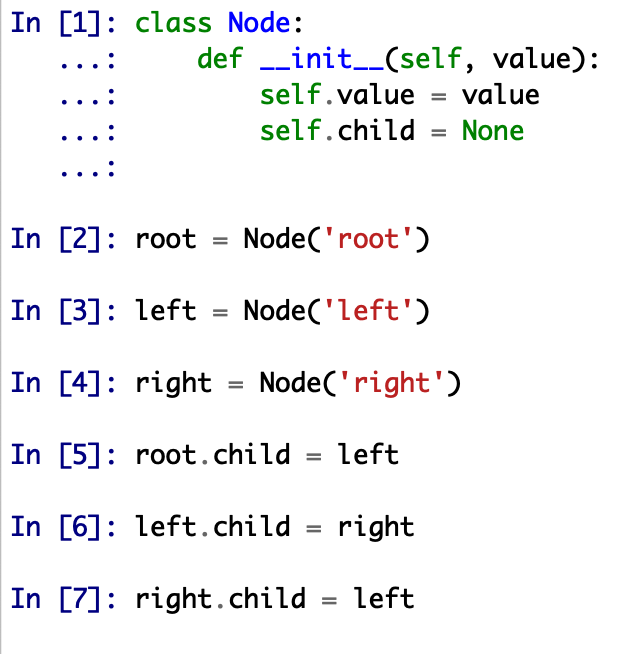 In [1]: class Node:
   ...:     def __init__(self, value):
   ...:         self.value = value
   ...:         self.child = None
   ...:
In [2]: root = Node('root')
In [3]: left = Node('left')
In [4]: right = Node('right')
In [5]: root.child = left
In [6]: left.child = right
In [7]: right.child = left